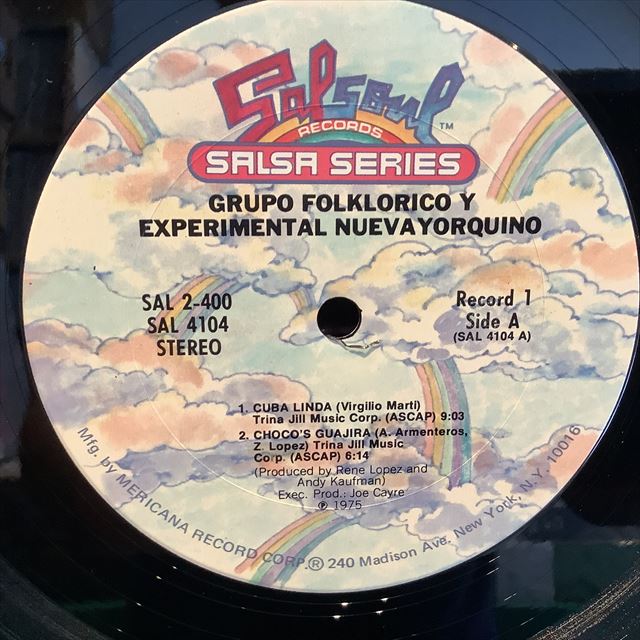 Salsoul™
RECORDS
SALSA SERIES
GRUPO FOLKLORICO Y
EXPERIMENTAL NUEVAYORQUINO
SAL 2-400
SAL 4104
STEREO
Record 1
Side A
(SAL 4104 A)
1. CUBA LINDA (Virgilio Marti)
Trina Jill Music Corp. (ASCAP) 9:03
2. CHOCO'S GUAJIRA (A. Armenteros,
Z. Lopez) Trina Jill Music
Corp. (ASCAP) 6:14
(Produced by Rene Lopez and
Andy Kaufman)
Exec. Prod.: Joe Cayre
℗ 1975
Mfg. by MERICANA RECORD CORP.® 240 Madison Ave. New York, N.Y. 10016